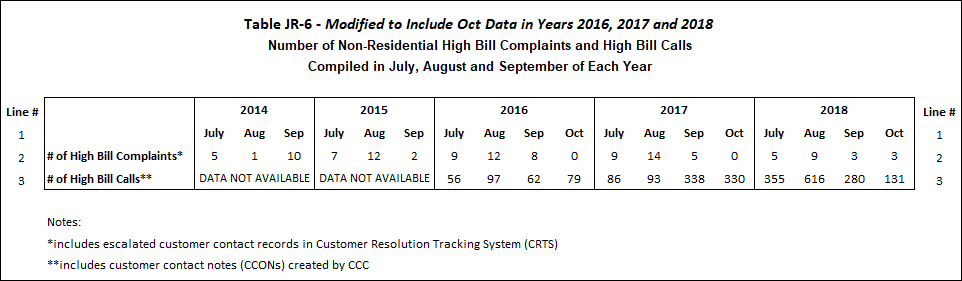 Table JR-6 - Modified to Include Oct Data in Years 2016, 2017 and 2018
Number of Non-Residential High Bill Complaints and High Bill Calls
Compiled in July, August and September of Each Year
Line # 2014 2015 2016 2017 2018 Line #
1 July Aug Sep July Aug Sep July Aug Sep Oct July Aug Sep Oct July Aug Sep Oct 1
2 # of High Bill Complaints* 5 1 10 7 12 2 9 12 8 0 9 14 5 0 5 9 3 3 2
3 # of High Bill Calls** DATA NOT AVAILABLE DATA NOT AVAILABLE 56 97 62 79 86 93 338 330 355 616 280 131 3
Notes:
*includes escalated customer contact records in Customer Resolution Tracking System (CRTS)
**includes customer contact notes (CCONs) created by CCC